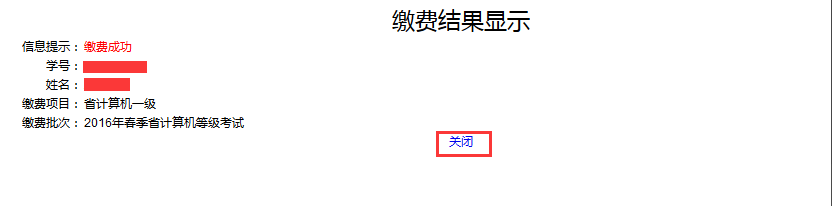 缴费结果显示
信息提示：缴费成功
学号：
姓名：
缴费项目：省计算机一级
缴费批次：2016年春季省计算机等级考试
关闭